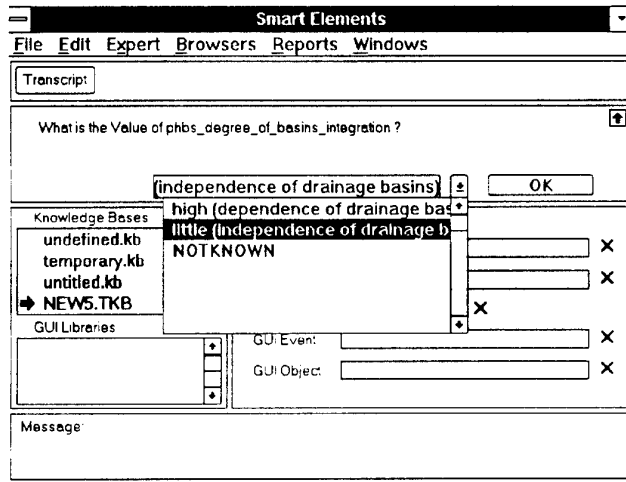 Smart Elements
File Edit Expert Browsers Reports Windows
Transcript
What is the Value of phbs_degree_of_basins_integration ?
(independence of drainage basins)
OK
high (dependence of drainage bas
little (independence of drainage b
NOTKNOWN
Knowledge Bases
undefined.kb
temporary.kb
untitled.kb
NEW5.TKB
GUI Libraries
GUI Event:
GUI Object:
Message: